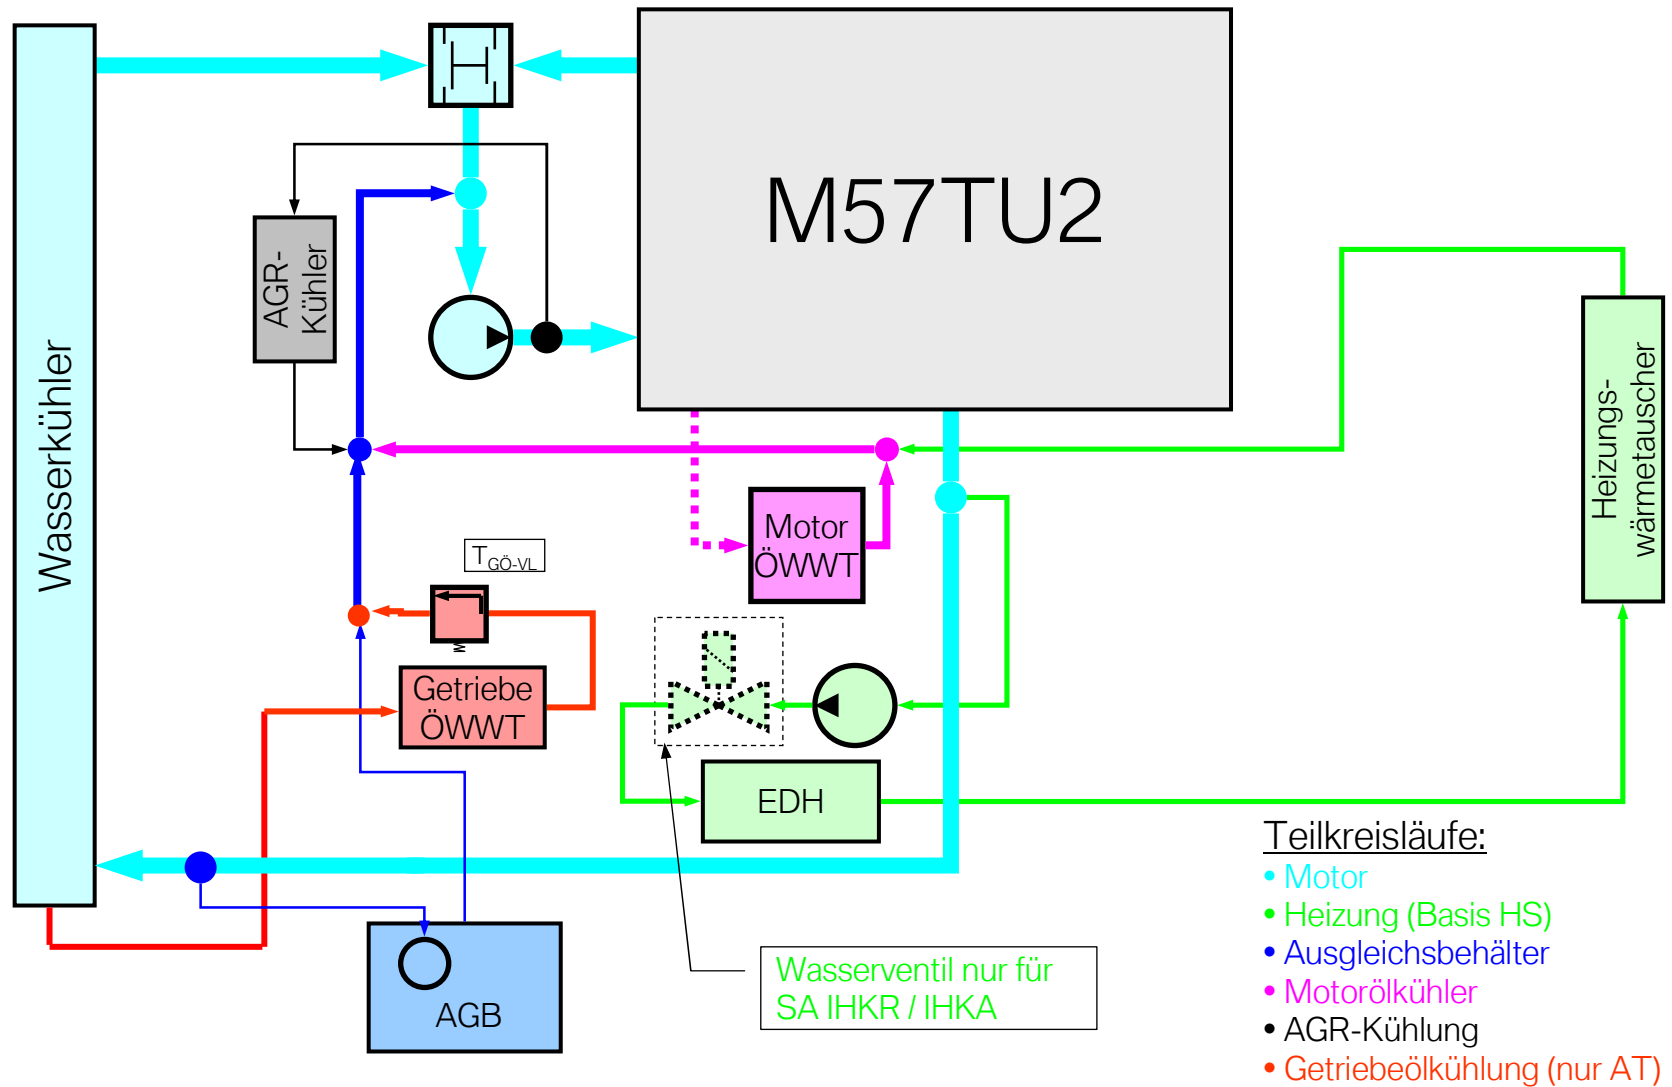 M57TU2
AGR-
Kühler
Wasserkühler
Heizungs-
wärmetauscher
Motor
ÖWWT
T GÖ-VL
Getriebe
ÖWWT
EDH
AGB
Wasserventil nur für
SA IHKR / IHKA
Teilkreisläufe:
• Motor
• Heizung (Basis HS)
• Ausgleichsbehälter
• Motorölkühler
• AGR-Kühlung
• Getriebeölkühlung (nur AT)